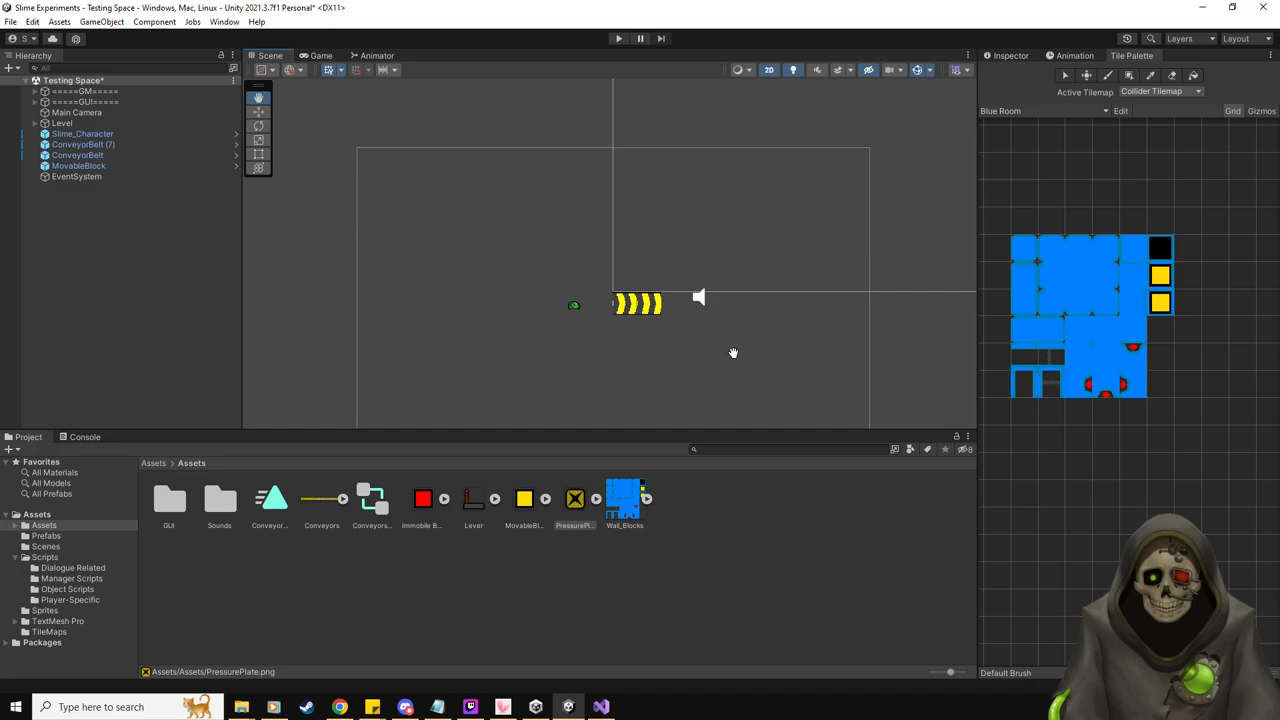 Slime Experiments - Testing Space - Windows, Mac, Linux - Unity 2021.3.7f1 Personal* <DX11>
File Edit Assets GameObject Component Jobs Window Help
S Layers Layout
Hierarchy Scene Game Animator Inspector Animation Tile Palette
All
2D
Testing Space*
=====GM=====
=====GUI=====
Main Camera
Level
Slime_Character
ConveyorBelt (7)
ConveyorBelt
MovableBlock
EventSystem
Active Tilemap Collider Tilemap
Blue Room Edit Grid Gizmos
Project Console
8
Favorites
All Materials
All Models
All Prefabs
Assets
Assets
Prefabs
Scenes
Scripts
Dialogue Related
Manager Scripts
Object Scripts
Player-Specific
Sprites
TextMesh Pro
TileMaps
Packages
Assets > Assets
GUI Sounds Conveyor... Conveyors Conveyors... Immobile B... Lever MovableBl... PressurePl... Wall_Blocks
Assets/Assets/PressurePlate.png
Default Brush
Type here to search